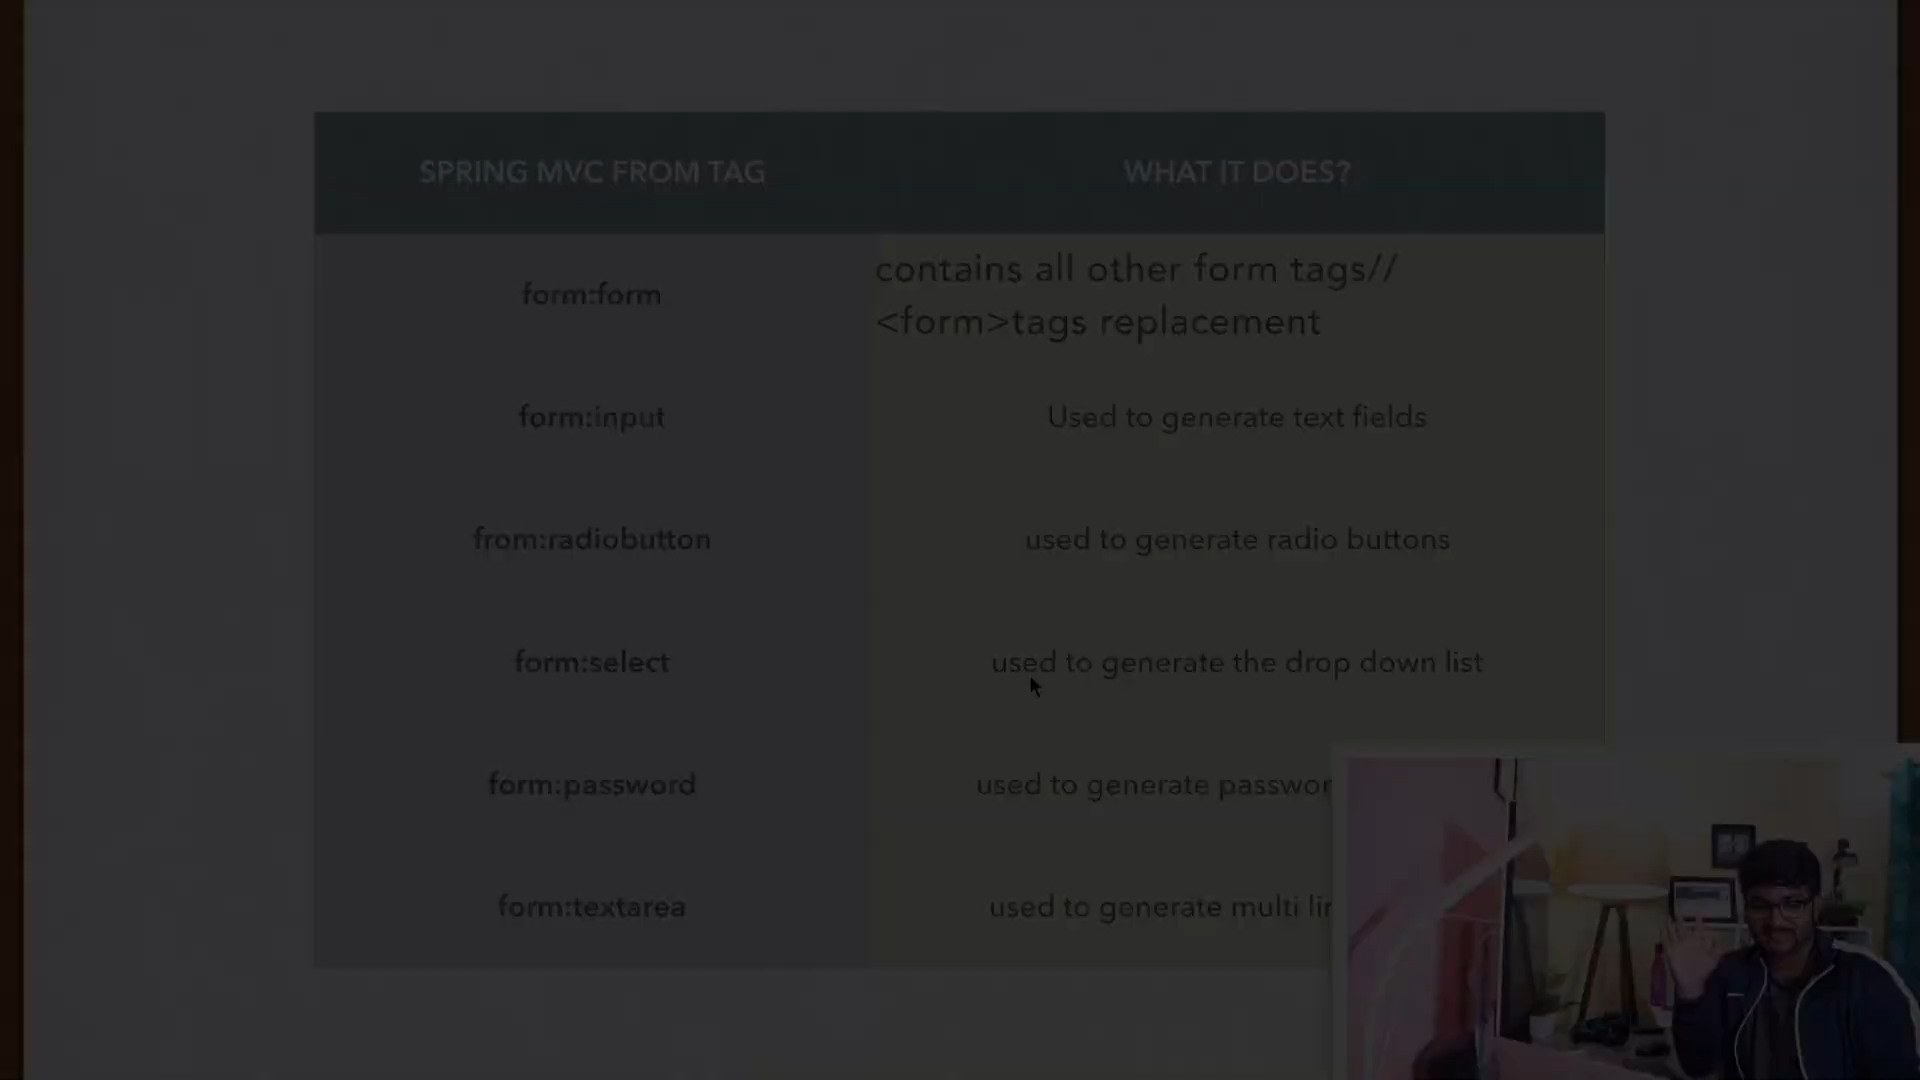 SPRING MVC FROM TAG
WHAT IT DOES?
form:form
contains all other form tags//
<form>tags replacement
form:input
Used to generate text fields
from:radiobutton
used to generate radio buttons
form:select
used to generate the drop down list
form:password
used to generate
form:textarea
used to generate multi